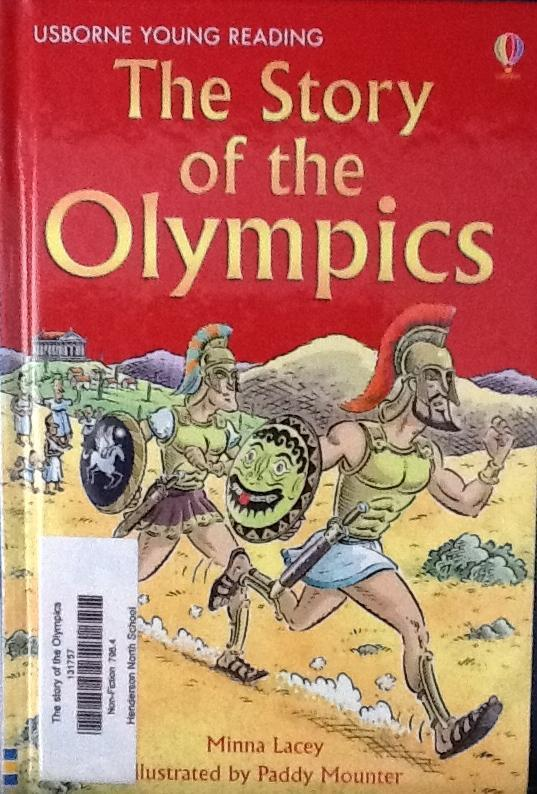 USBORNE YOUNG READING
The Story
of the
Olympics
The story of the Olympics
131757
Non-Fiction 796.4
Henderson North School
Minna Lacey
llustrated by Paddy Mounter